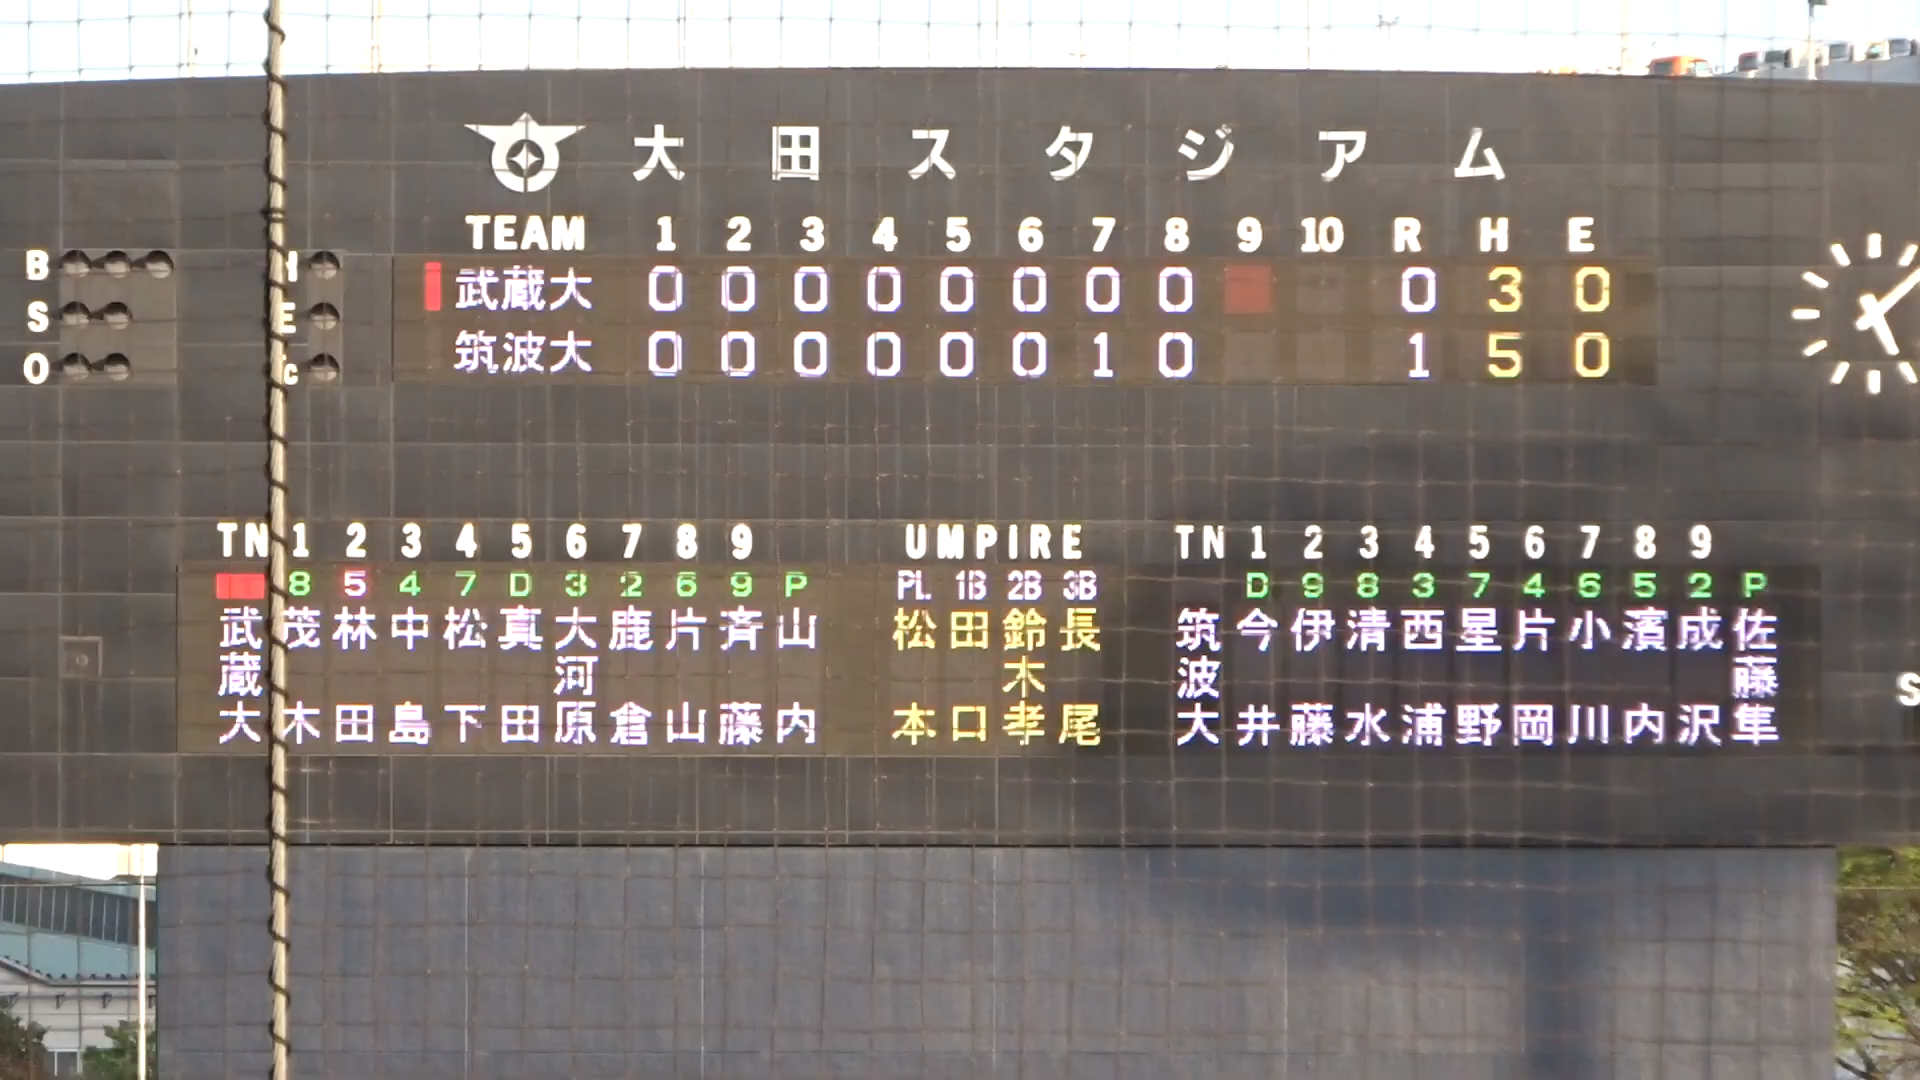 大田スタジアム
TEAM 1 2 3 4 5 6 7 8 9 10 R H E
武蔵大 0 0 0 0 0 0 0 0 0 3 0
筑波大 0 0 0 0 0 0 1 0 1 5 0
B H
S E
O c
TN 1 2 3 4 5 6 7 8 9
8 5 4 7 D 3 2 6 9 P
武蔵大 茂木 林田 中島 松下 真田 大河原 鹿倉 片山 斉藤 山内
UMPIRE
PL 1B 2B 3B
松本 田口 鈴木孝 長尾
TN 1 2 3 4 5 6 7 8 9
D 9 8 3 7 4 6 5 2 P
筑波大 今井 伊藤 清水 西浦 星野 片岡 小川 濱内 成沢 佐藤隼
S